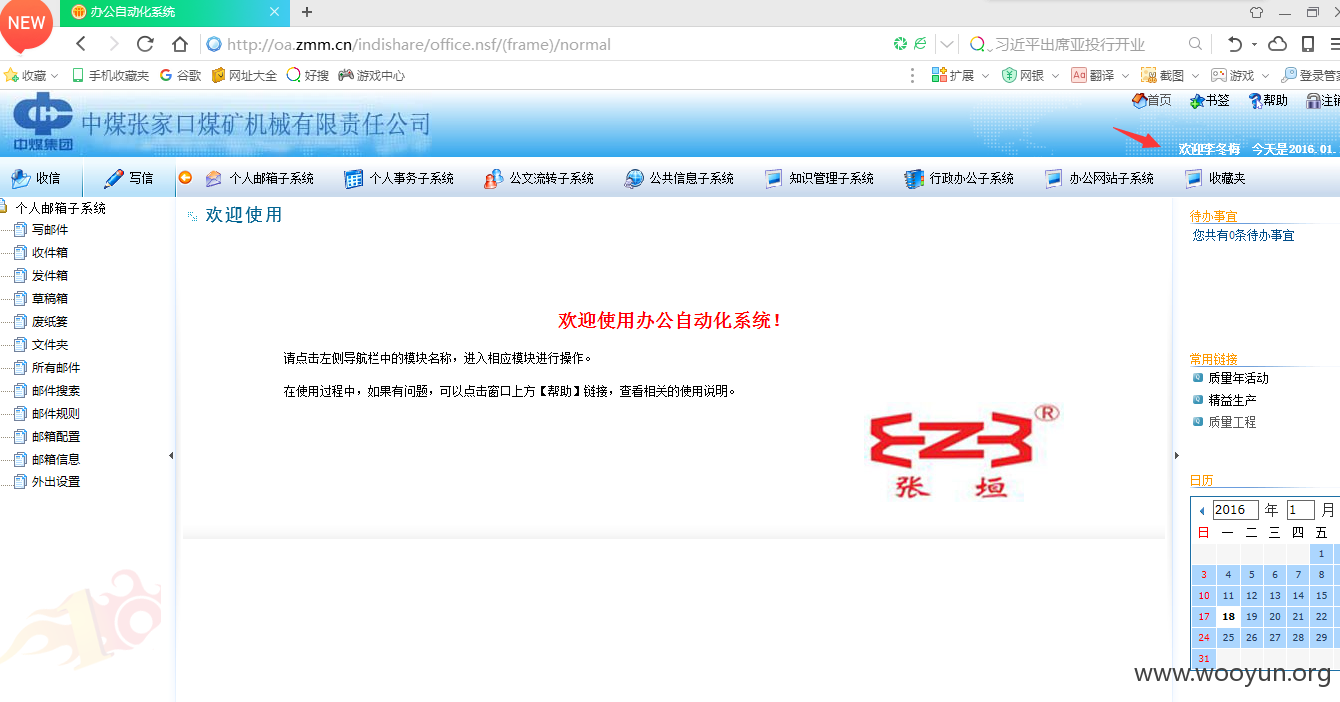 NEW
办公自动化系统
http://oa.zmm.cn/indishare/office.nsf/(frame)/normal
习近平出席亚投行开业
收藏 手机收藏夹 谷歌 网址大全 好搜 游戏中心 扩展 网银 翻译 截图 游戏 登录管家
首页 书签 帮助 注销
中煤集团
中煤张家口煤矿机械有限责任公司
欢迎李冬梅 今天是2016.01.
收信 写信 个人邮箱子系统 个人事务子系统 公文流转子系统 公共信息子系统 知识管理子系统 行政办公子系统 办公网站子系统 收藏夹
个人邮箱子系统
写邮件
收件箱
发件箱
草稿箱
废纸篓
文件夹
所有邮件
邮件搜索
邮件规则
邮箱配置
邮箱信息
外出设置
欢迎使用
欢迎使用办公自动化系统！
请点击左侧导航栏中的模块名称，进入相应模块进行操作。
在使用过程中，如果有问题，可以点击窗口上方【帮助】链接，查看相关的使用说明。
®
张 垣
待办事宜
您共有0条待办事宜
常用链接
质量年活动
精益生产
质量工程
日历
2016 年 1 月
日 一 二 三 四 五
1
3 4 5 6 7 8
10 11 12 13 14 15
17 18 19 20 21 22
24 25 26 27 28 29
31
www.wooyun.org